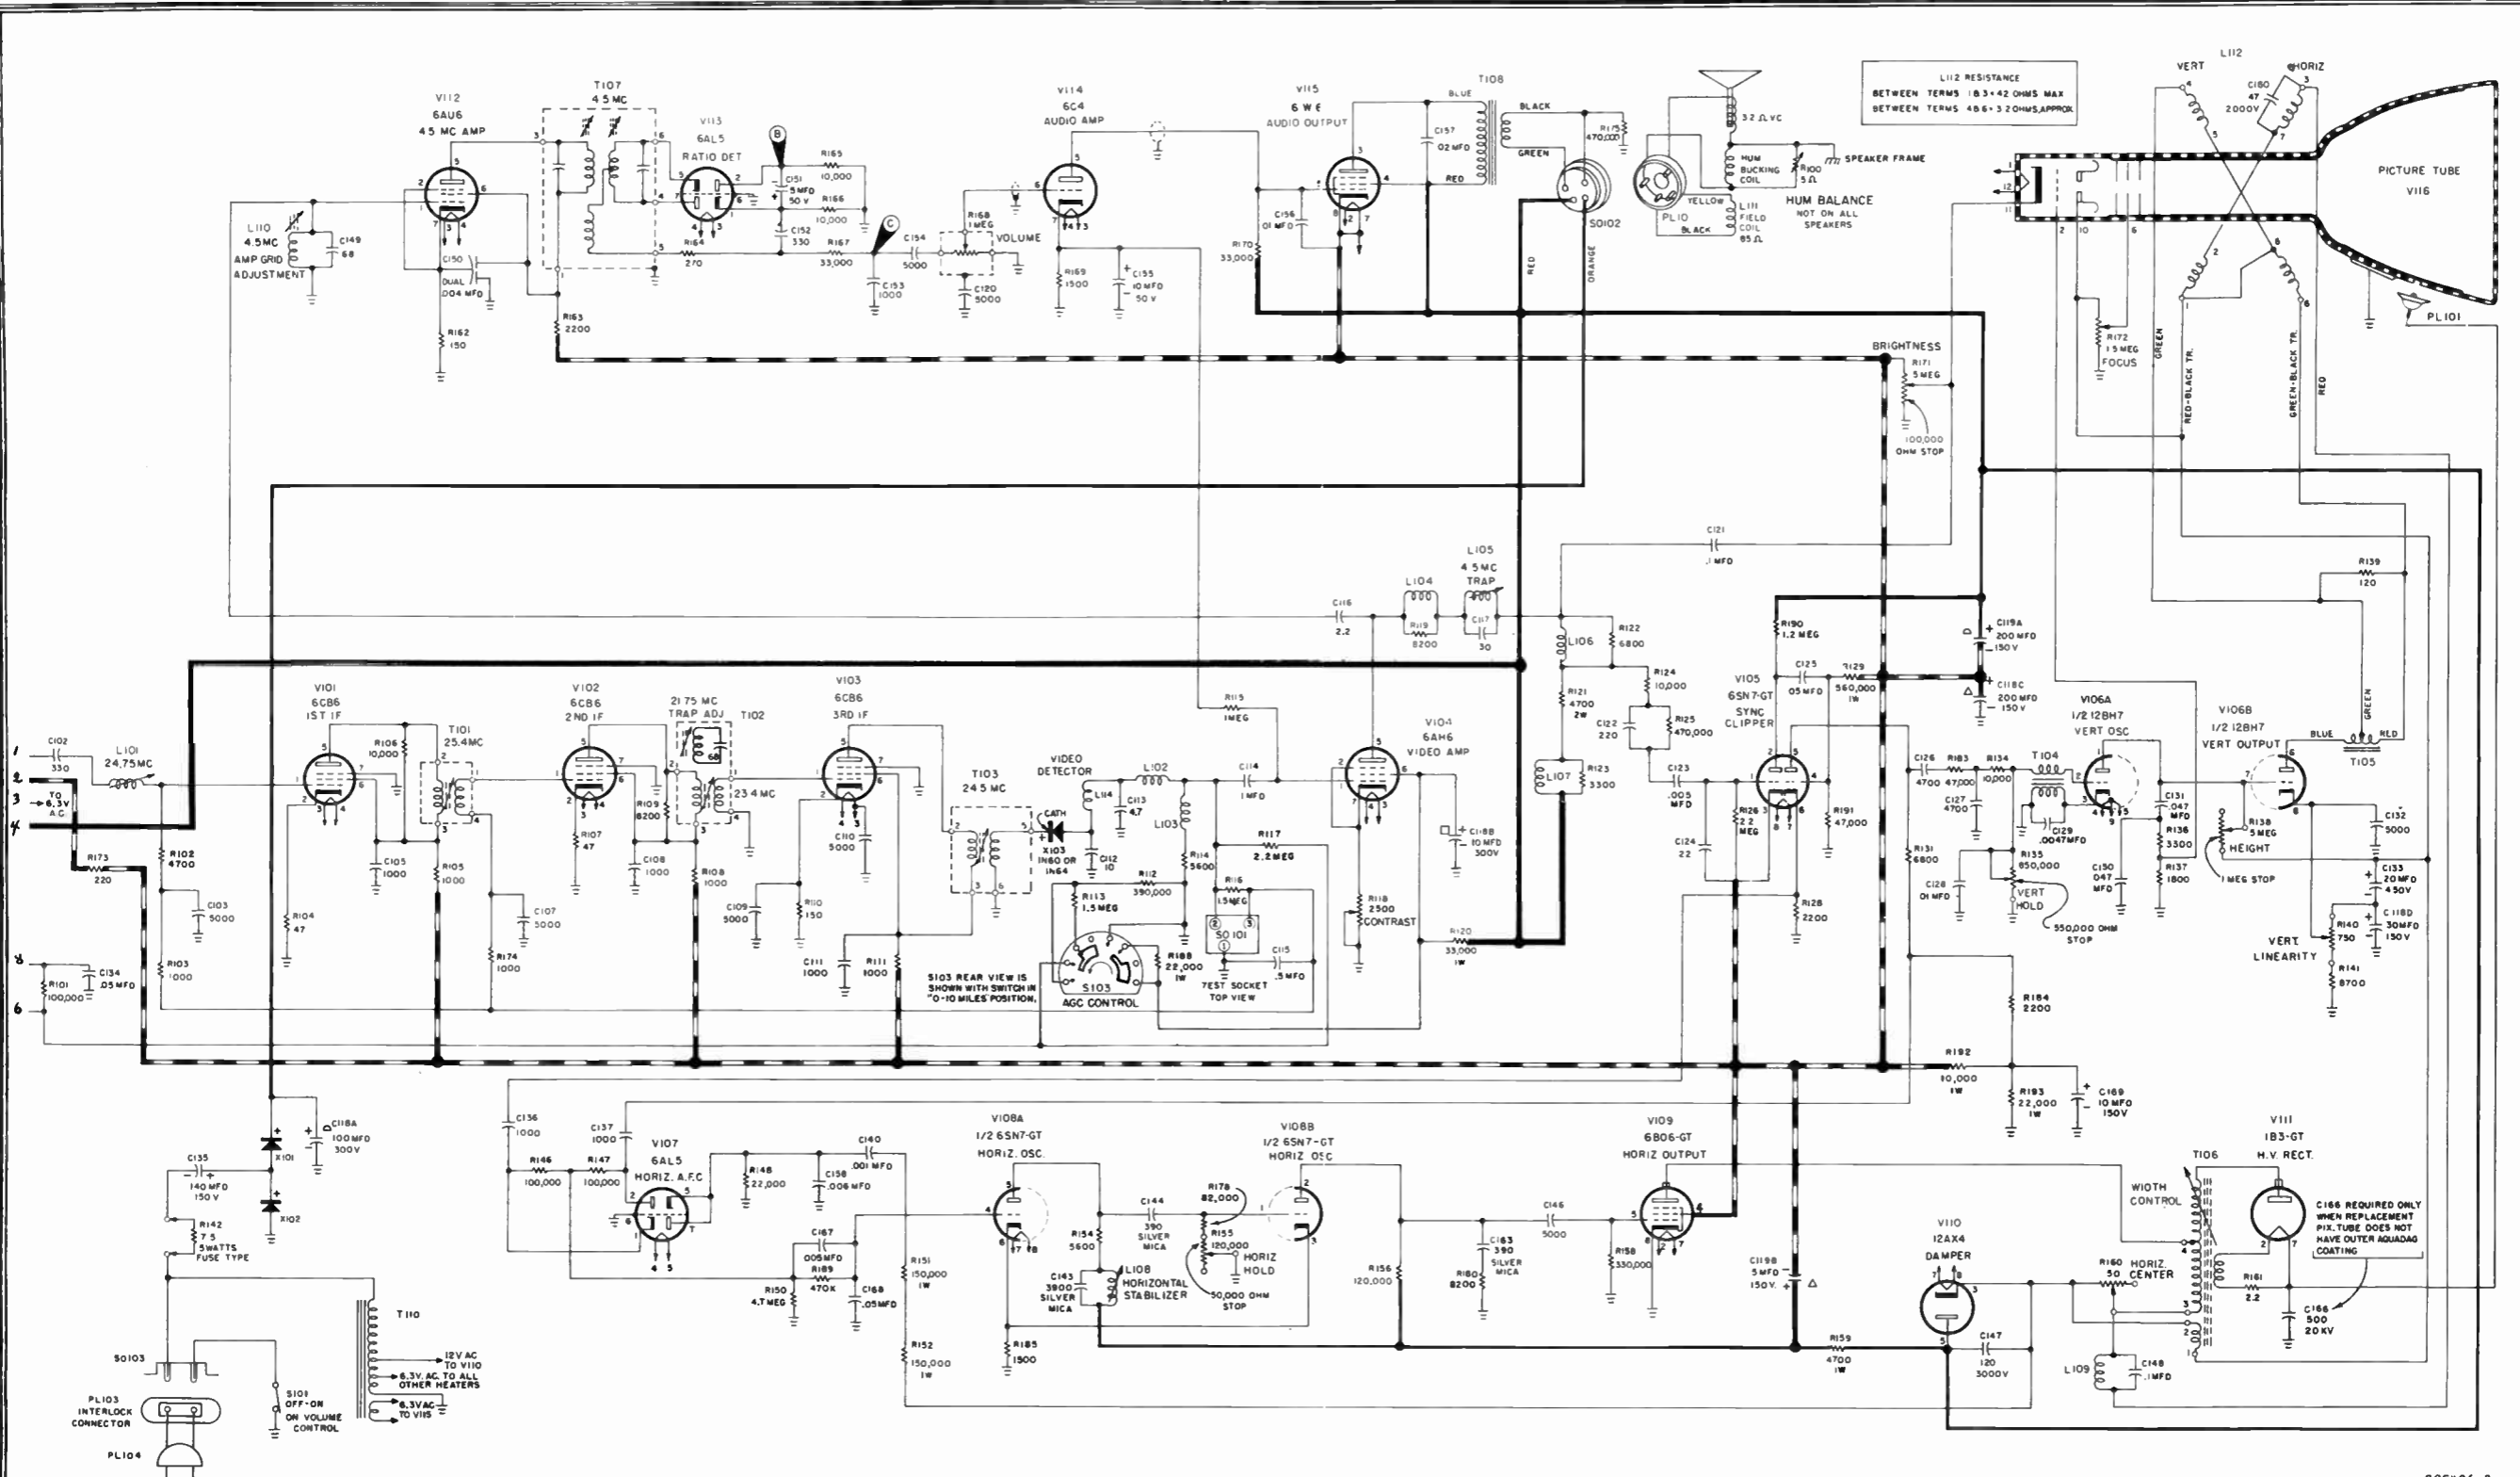 V112
6AU6
4.5 MC AMP
T107
4.5 MC
V113
6AL5
RATIO DET
B
R165
10,000
C151
5MFD
50 V
R166
10,000
C152
330
R164
270
R167
33,000
C
C154
5000
C153
1000
R168
1MEG
VOLUME
C120
5000
L110
4.5MC
AMP GRID
ADJUSTMENT
C149
68
C150
DUAL
.004 MFD
R162
150
R163
2200
V114
6C4
AUDIO AMP
R169
1500
C155
10 MFD
50 V
V115
6 W 6
AUDIO OUTPUT
C156
.01 MFD
R170
33,000
C157
.02 MFD
T108
BLUE
RED
BLACK
GREEN
R175
470,000
SO102
RED
ORANGE
3.2 Ω VC
HUM
BUCKING
COIL
R100
5 Ω
SPEAKER FRAME
HUM BALANCE
NOT ON ALL
SPEAKERS
PL10
YELLOW
BLACK
L111
FIELD
COIL
65 Ω
L112 RESISTANCE
BETWEEN TERMS 1&3=42 OHMS MAX
BETWEEN TERMS 4&6=3.2 OHMS,APPROX
L112
VERT
HORIZ
C180
47
2000V
PICTURE TUBE
V116
PL101
R172
1.5 MEG
FOCUS
GREEN
RED-BLACK TR.
GREEN-BLACK TR.
RED
BRIGHTNESS
R171
.5 MEG
100,000
OHM STOP
C121
.1 MFD
L105
4.5MC
TRAP
L104
C116
2.2
R119
8200
C117
30
L106
R122
6800
R124
10,000
R121
4700
2W
C122
220
R125
470,000
L107
R123
3300
C123
.005
MFD
C124
22
R190
1.2 MEG
C125
.05 MFD
R129
560,000
1W
V105
6SN7-GT
SYNC
CLIPPER
R126
2.2
MEG
R191
47,000
R128
2200
C119A
200 MFD
150V
C118C
200 MFD
150V
R139
120
V106A
1/2 12BH7
VERT OSC
V106B
1/2 12BH7
VERT OUTPUT
GREEN
BLUE
RED
T105
C126
4700
R183
47,000
R134
10,000
T104
C127
4700
C129
.0047MFD
R131
6800
C128
.01 MFD
R135
850,000
VERT
HOLD
550,000 OHM
STOP
C130
.047
MFD
C131
.047
MFD
R136
3300
R137
1800
R138
5 MEG
HEIGHT
1 MEG STOP
C132
5000
C133
20 MFD
450V
C118D
30MFD
150V
R140
750
VERT.
LINEARITY
R141
8700
V101
6CB6
1ST IF
V102
6CB6
2ND IF
V103
6CB6
3RD IF
21.75 MC
TRAP ADJ
68
T102
23.4 MC
T101
25.4MC
R106
10,000
1
2
3
4
8
6
C102
330
L101
24.75MC
TO
6.3V
A.C.
R173
220
R102
4700
C103
5000
R103
1000
C134
.05 MFD
R101
100,000
R104
47
C105
1000
R105
1000
C107
5000
R174
1000
R107
47
C108
1000
R109
8200
R108
1000
C109
5000
R110
150
C110
5000
C111
1000
R111
1000
T103
24.5 MC
VIDEO
DETECTOR
CATH
X103
IN60 OR
IN64
L114
C113
4.7
L102
L103
C112
10
R114
5600
R112
390,000
R113
1.5MEG
S103
AGC CONTROL
S103 REAR VIEW IS
SHOWN WITH SWITCH IN
"0-10 MILES POSITION.
R188
22,000
1W
C114
.1 MFD
R115
1MEG
R117
2.2MEG
R116
1.5MEG
SO 101
C115
.5 MFD
TEST SOCKET
TOP VIEW
V104
6AH6
VIDEO AMP
R118
2500
CONTRAST
C118B
10 MFD
300V
R120
33,000
1W
R184
2200
R192
10,000
1W
R193
22,000
1W
C169
10 MFD
150V
C118A
100 MFD
300V
X101
X102
C135
140 MFD
150 V
R142
7.5
5WATTS
FUSE TYPE
T110
12V AC
TO V110
6.3V. AC. TO ALL
OTHER HEATERS
6.3VAC
TO V115
SO103
PL103
INTERLOCK
CONNECTOR
PL104
S101
OFF-ON
ON VOLUME
CONTROL
C136
1000
C137
1000
R146
100,000
R147
100,000
V107
6AL5
HORIZ. A.F.C
R148
22,000
C158
.006 MFD
C140
.001 MFD
C167
.005MFD
R189
470K
R150
4.7MEG
C168
.05MFD
R151
150,000
1W
R152
150,000
1W
V108A
1/2 6SN7-GT
HORIZ. OSC.
V108B
1/2 6SN7-GT
HORIZ OSC
R154
5600
C144
390
SILVER
MICA
R178
82,000
R155
120,000
HORIZ
HOLD
50,000 OHM
STOP
C143
3900
SILVER
MICA
L108
HORIZONTAL
STABILIZER
R185
1500
R156
120,000
C163
390
SILVER
MICA
R180
8200
C146
5000
R158
330,000
V109
6BQ6-GT
HORIZ OUTPUT
C119B
5 MFD
150 V.
R159
4700
1W
V110
12AX4
DAMPER
C147
120
3000V
WIDTH
CONTROL
T106
V111
1B3-GT
H.V. RECT.
R160
50
HORIZ.
CENTER
L109
C148
.1MFD
R161
2.2
C166
500
20KV
C166 REQUIRED ONLY
WHEN REPLACEMENT
PIX. TUBE DOES NOT
HAVE OUTER AQUADAG
COATING